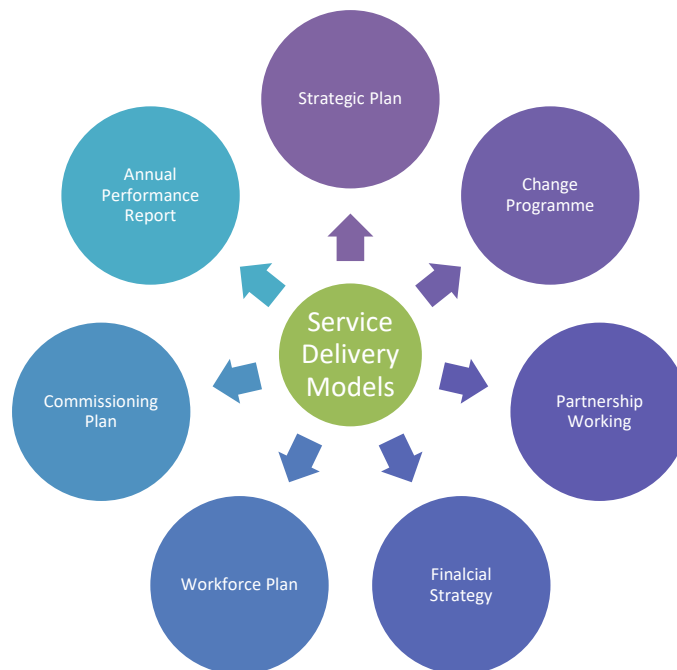 Strategic Plan
Change
Programme
Partnership
Working
Finalcial
Strategy
Workforce Plan
Commissioning
Plan
Annual
Performance
Report
Service
Delivery
Models